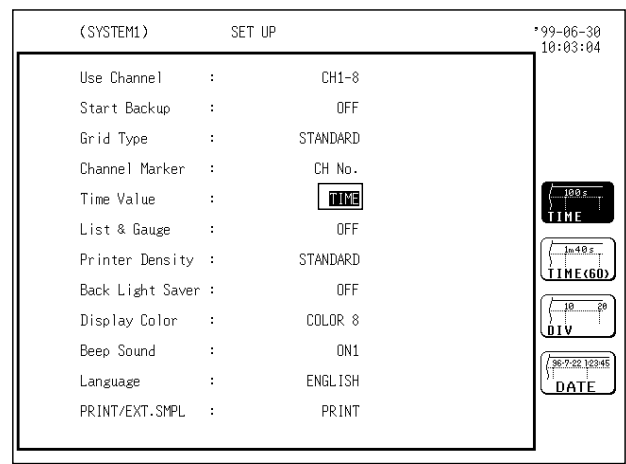 (SYSTEM1) SET UP '99-06-30
10:03:04
Use Channel : CH1-8
Start Backup : OFF
Grid Type : STANDARD
Channel Marker : CH No.
Time Value : TIME
List & Gauge : OFF
Printer Density : STANDARD
Back Light Saver : OFF
Display Color : COLOR 8
Beep Sound : ON1
Language : ENGLISH
PRINT/EXT.SMPL : PRINT
100s
TIME
1m40s
TIME(60)
10 20
DIV
96-7-22 123:45
DATE